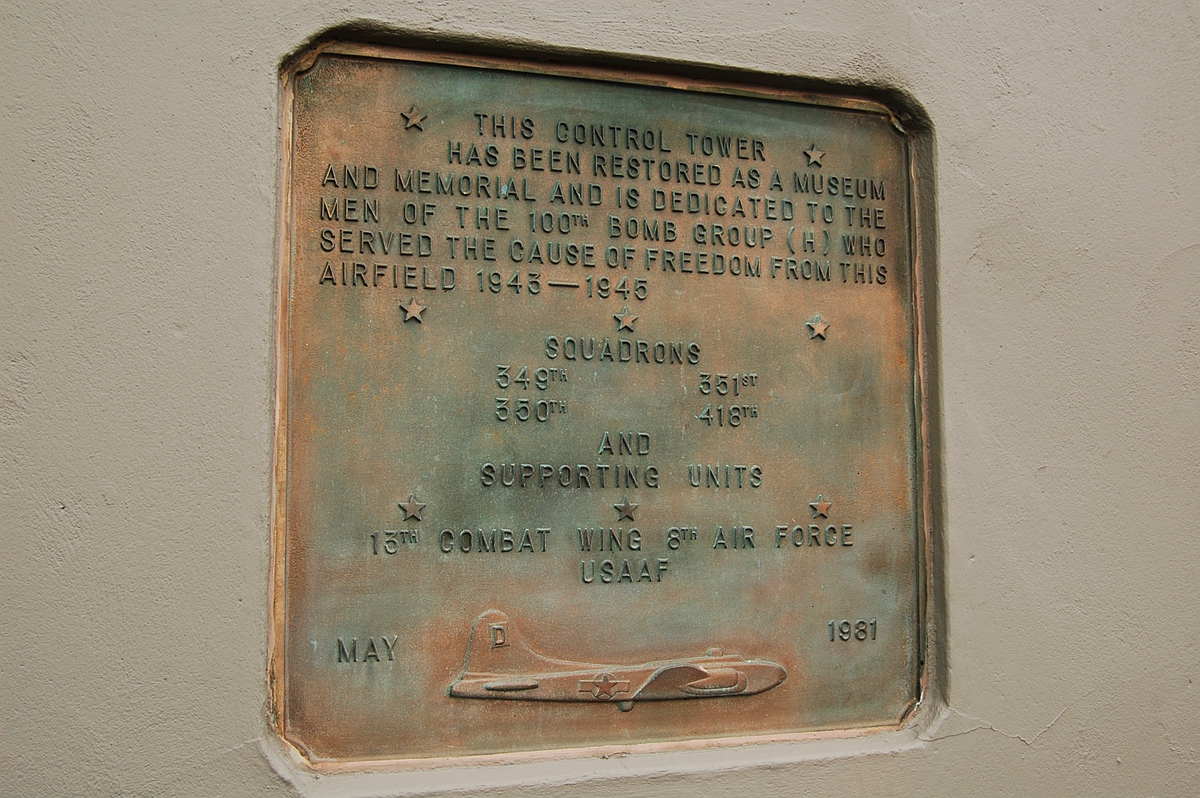 THIS CONTROL TOWER
HAS BEEN RESTORED AS A MUSEUM
AND MEMORIAL AND IS DEDICATED TO THE
MEN OF THE 100TH BOMB GROUP (H) WHO
SERVED THE CAUSE OF FREEDOM FROM THIS
AIRFIELD 1943—1945
SQUADRONS
349TH 351ST
350TH 418TH
AND
SUPPORTING UNITS
13TH COMBAT WING 8TH AIR FORCE
USAAF
MAY 1981
D